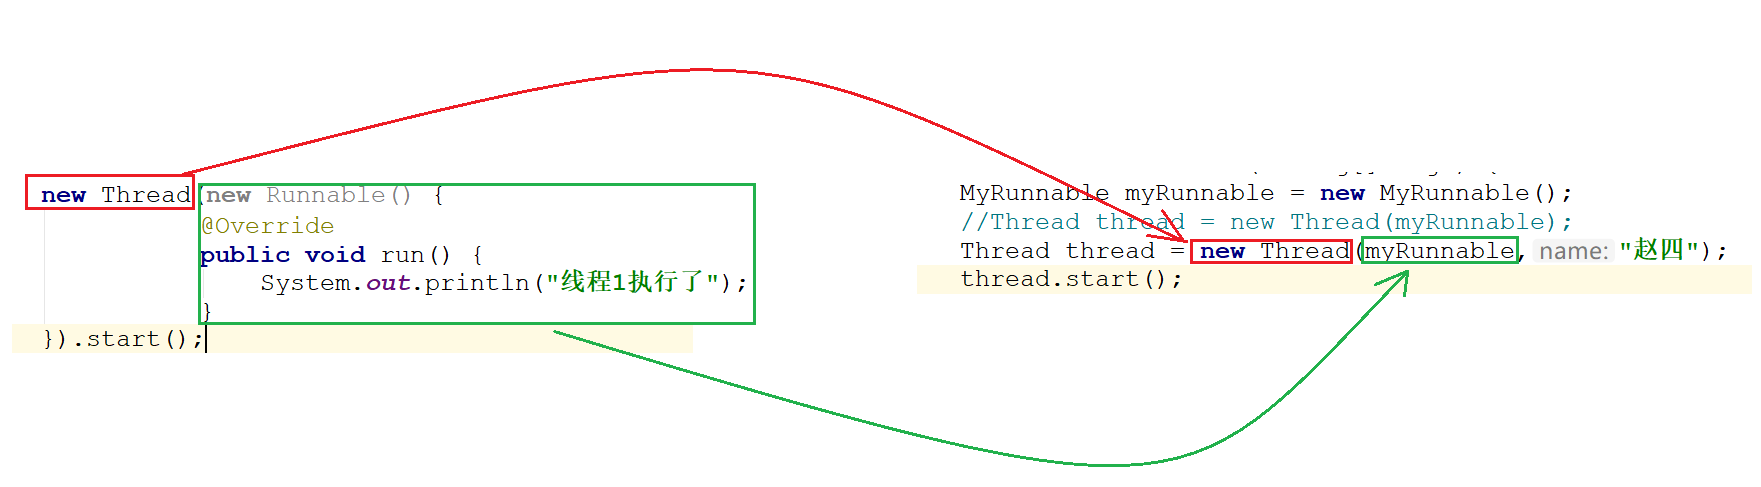 new Thread(new Runnable() {
@Override
public void run() {
System.out.println("线程1执行了");
}
}).start();
MyRunnable myRunnable = new MyRunnable();
//Thread thread = new Thread(myRunnable);
Thread thread = new Thread(myRunnable, name: "赵四");
thread.start();